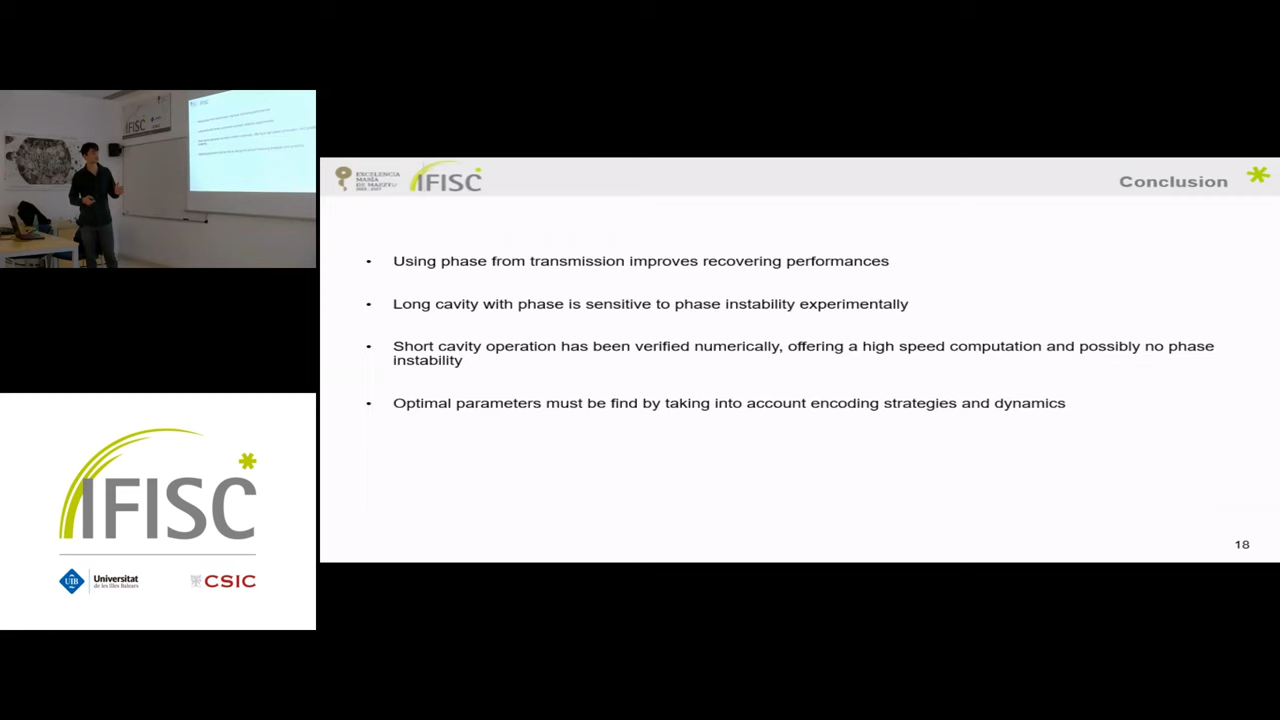 EXCELENCIA
MARÍA
DE MAEZTU
IFISC
Conclusion
• Using phase from transmission improves recovering performances
• Long cavity with phase is sensitive to phase instability experimentally
• Short cavity operation has been verified numerically, offering a high speed computation and possibly no phase
instability
• Optimal parameters must be find by taking into account encoding strategies and dynamics
18
IFISC
IFISC
UIB
Universitat
de les Illes Balears
CSIC